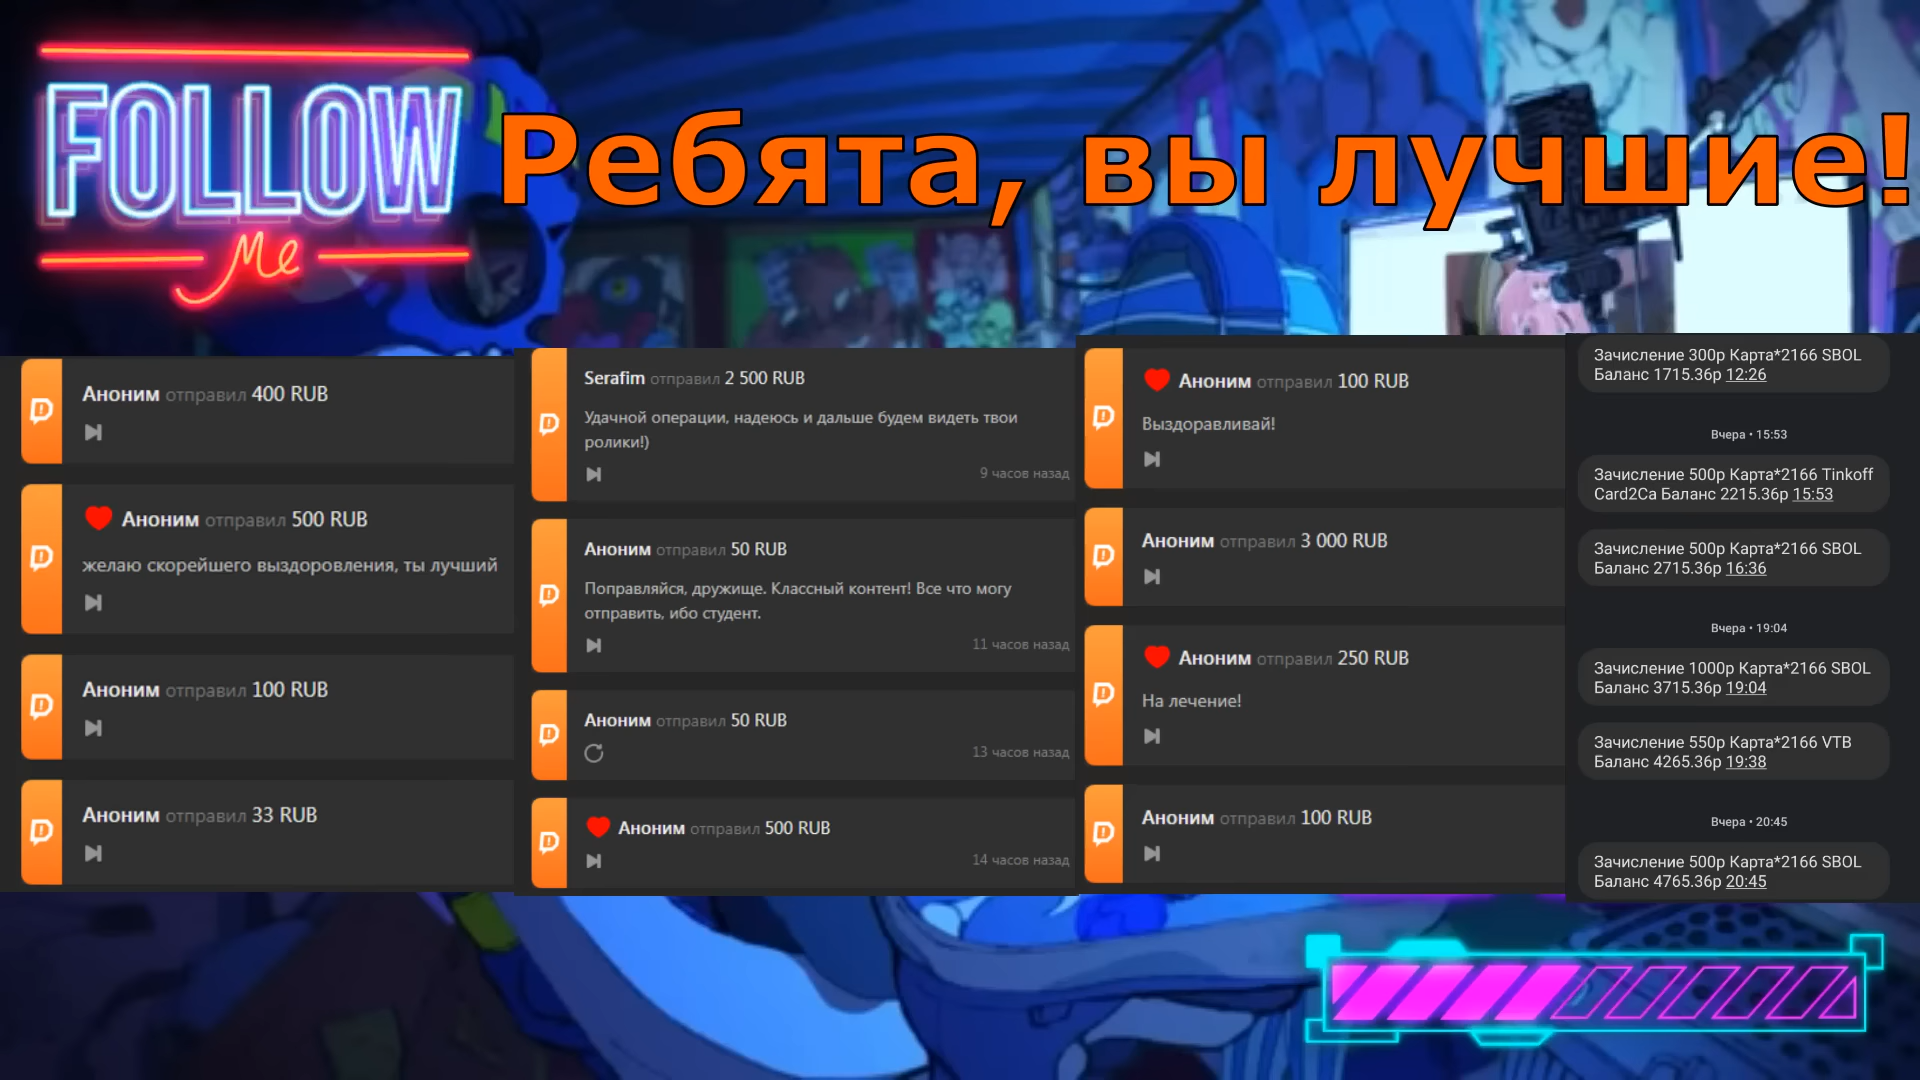 FOLLOW
Me
Ребята, вы лучшие!
Аноним отправил 400 RUB
Аноним отправил 500 RUB
желаю скорейшего выздоровления, ты лучший
Аноним отправил 100 RUB
Аноним отправил 33 RUB
Serafim отправил 2 500 RUB
Удачной операции, надеюсь и дальше будем видеть твои
ролики!)
9 часов назад
Аноним отправил 50 RUB
Поправляйся, дружище. Классный контент! Все что могу
отправить, ибо студент.
11 часов назад
Аноним отправил 50 RUB
13 часов назад
Аноним отправил 500 RUB
14 часов назад
Аноним отправил 100 RUB
Выздоравливай!
Аноним отправил 3 000 RUB
Аноним отправил 250 RUB
На лечение!
Аноним отправил 100 RUB
Зачисление 300р Карта*2166 SBOL
Баланс 1715.36р 12:26
Вчера • 15:53
Зачисление 500р Карта*2166 Tinkoff
Card2Ca Баланс 2215.36р 15:53
Зачисление 500р Карта*2166 SBOL
Баланс 2715.36р 16:36
Вчера • 19:04
Зачисление 1000р Карта*2166 SBOL
Баланс 3715.36р 19:04
Зачисление 550р Карта*2166 VTB
Баланс 4265.36р 19:38
Вчера • 20:45
Зачисление 500р Карта*2166 SBOL
Баланс 4765.36р 20:45